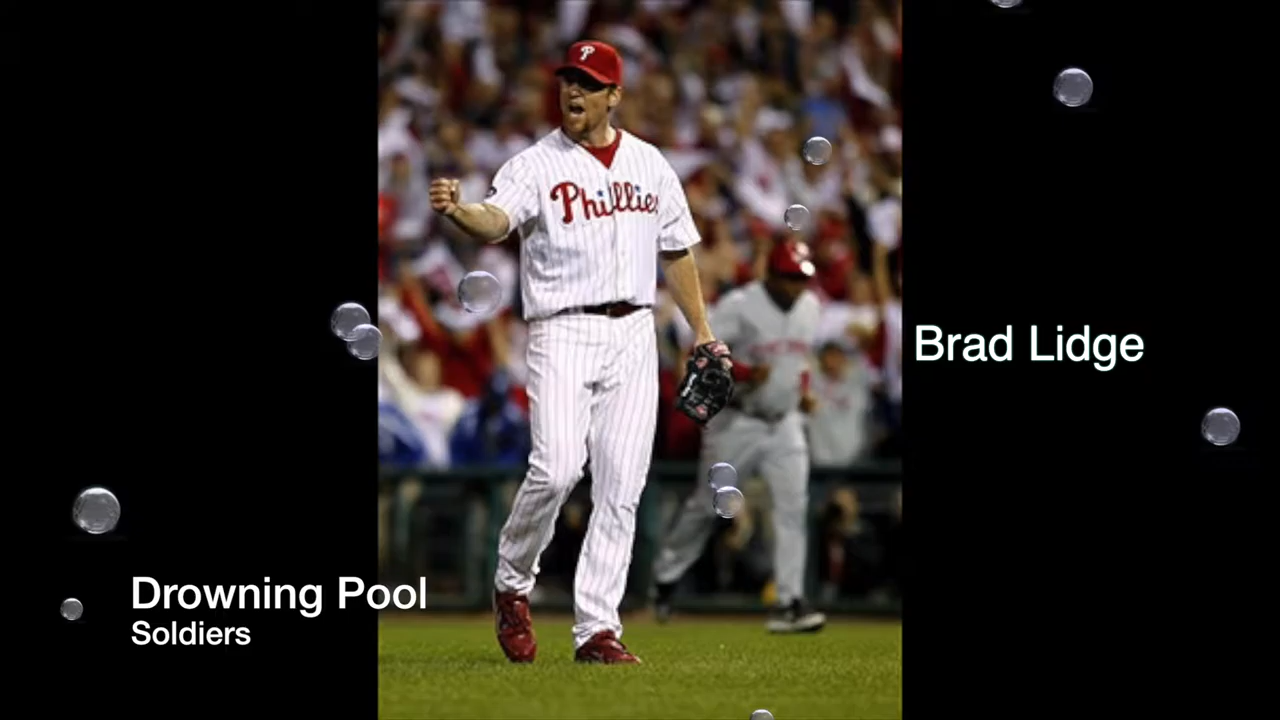 P
Phillies
Brad Lidge
Drowning Pool
Soldiers